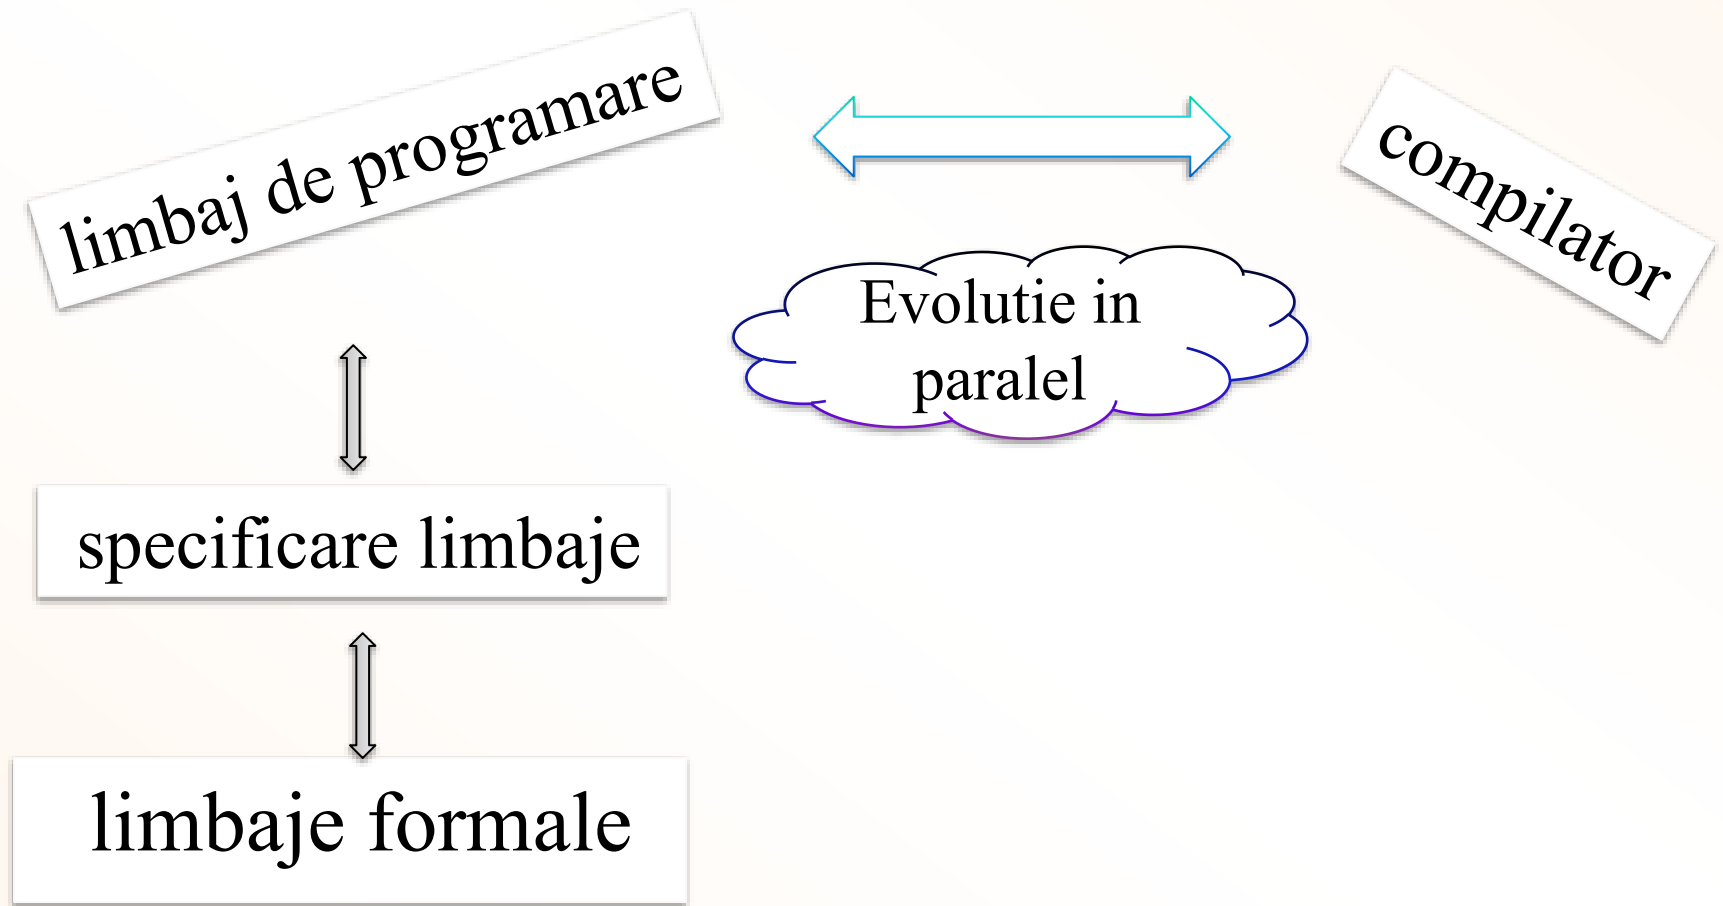 limbaj de programare
compilator
Evolutie in
paralel
specificare limbaje
limbaje formale